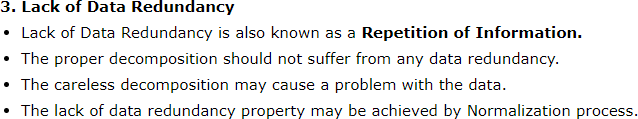 3. Lack of Data Redundancy
• Lack of Data Redundancy is also known as a Repetition of Information.
• The proper decomposition should not suffer from any data redundancy.
• The careless decomposition may cause a problem with the data.
• The lack of data redundancy property may be achieved by Normalization process.